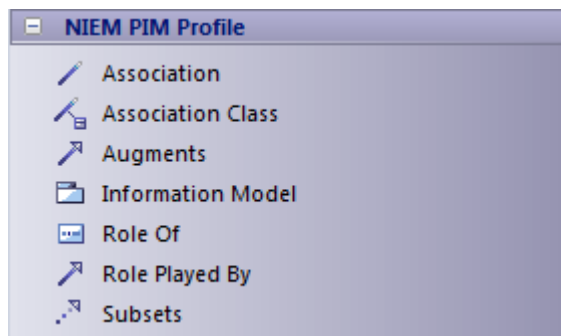 NIEM PIM Profile
Association
Association Class
Augments
Information Model
Role Of
Role Played By
Subsets